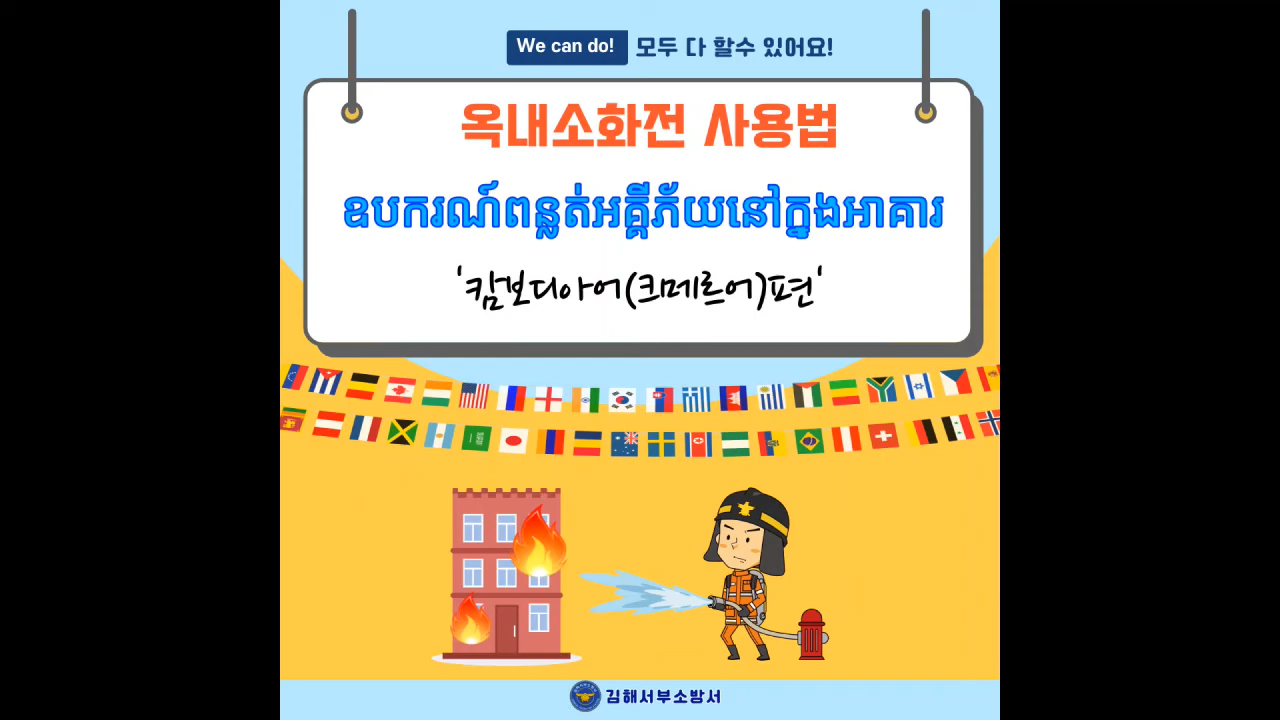 We can do! 모두 다 할수 있어요!
옥내소화전 사용법
ឧបករណ៍ពន្លត់អគ្គីភ័យនៅក្នុងអាគារ
'캄보디아어(크메르어)편'
김해서부소방서